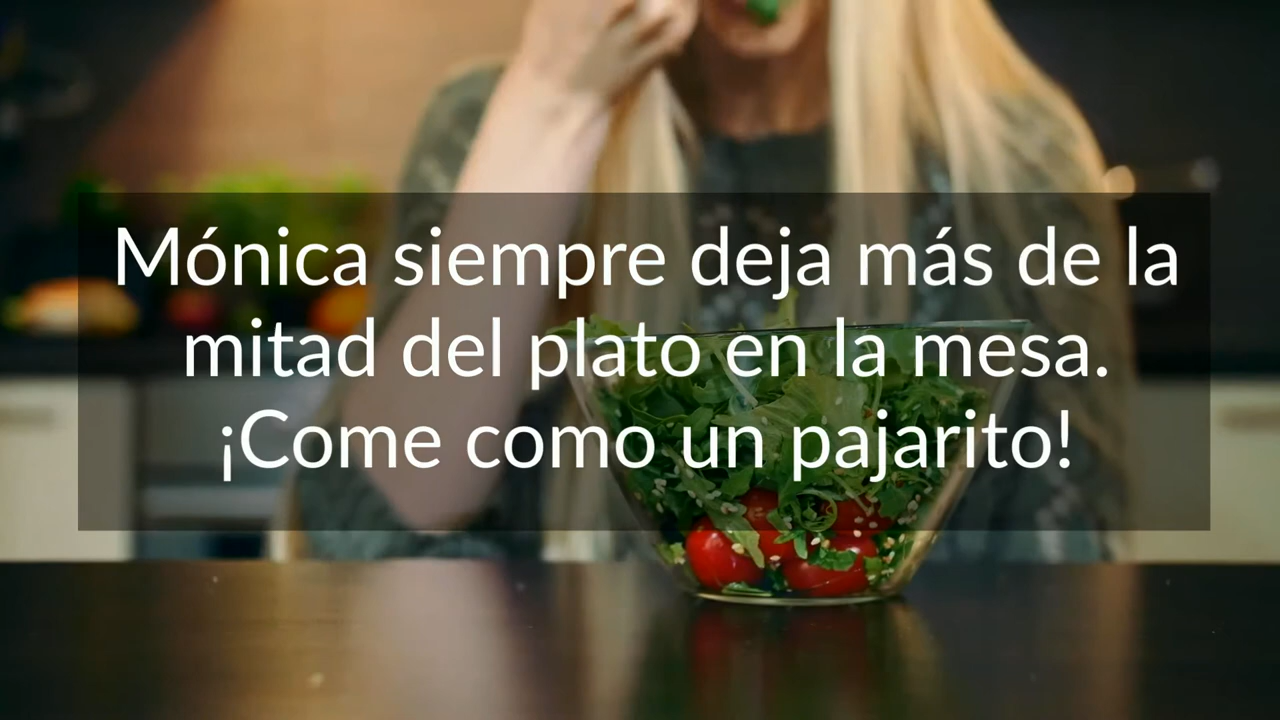 Mónica siempre deja más de la
mitad del plato en la mesa.
¡Come como un pajarito!